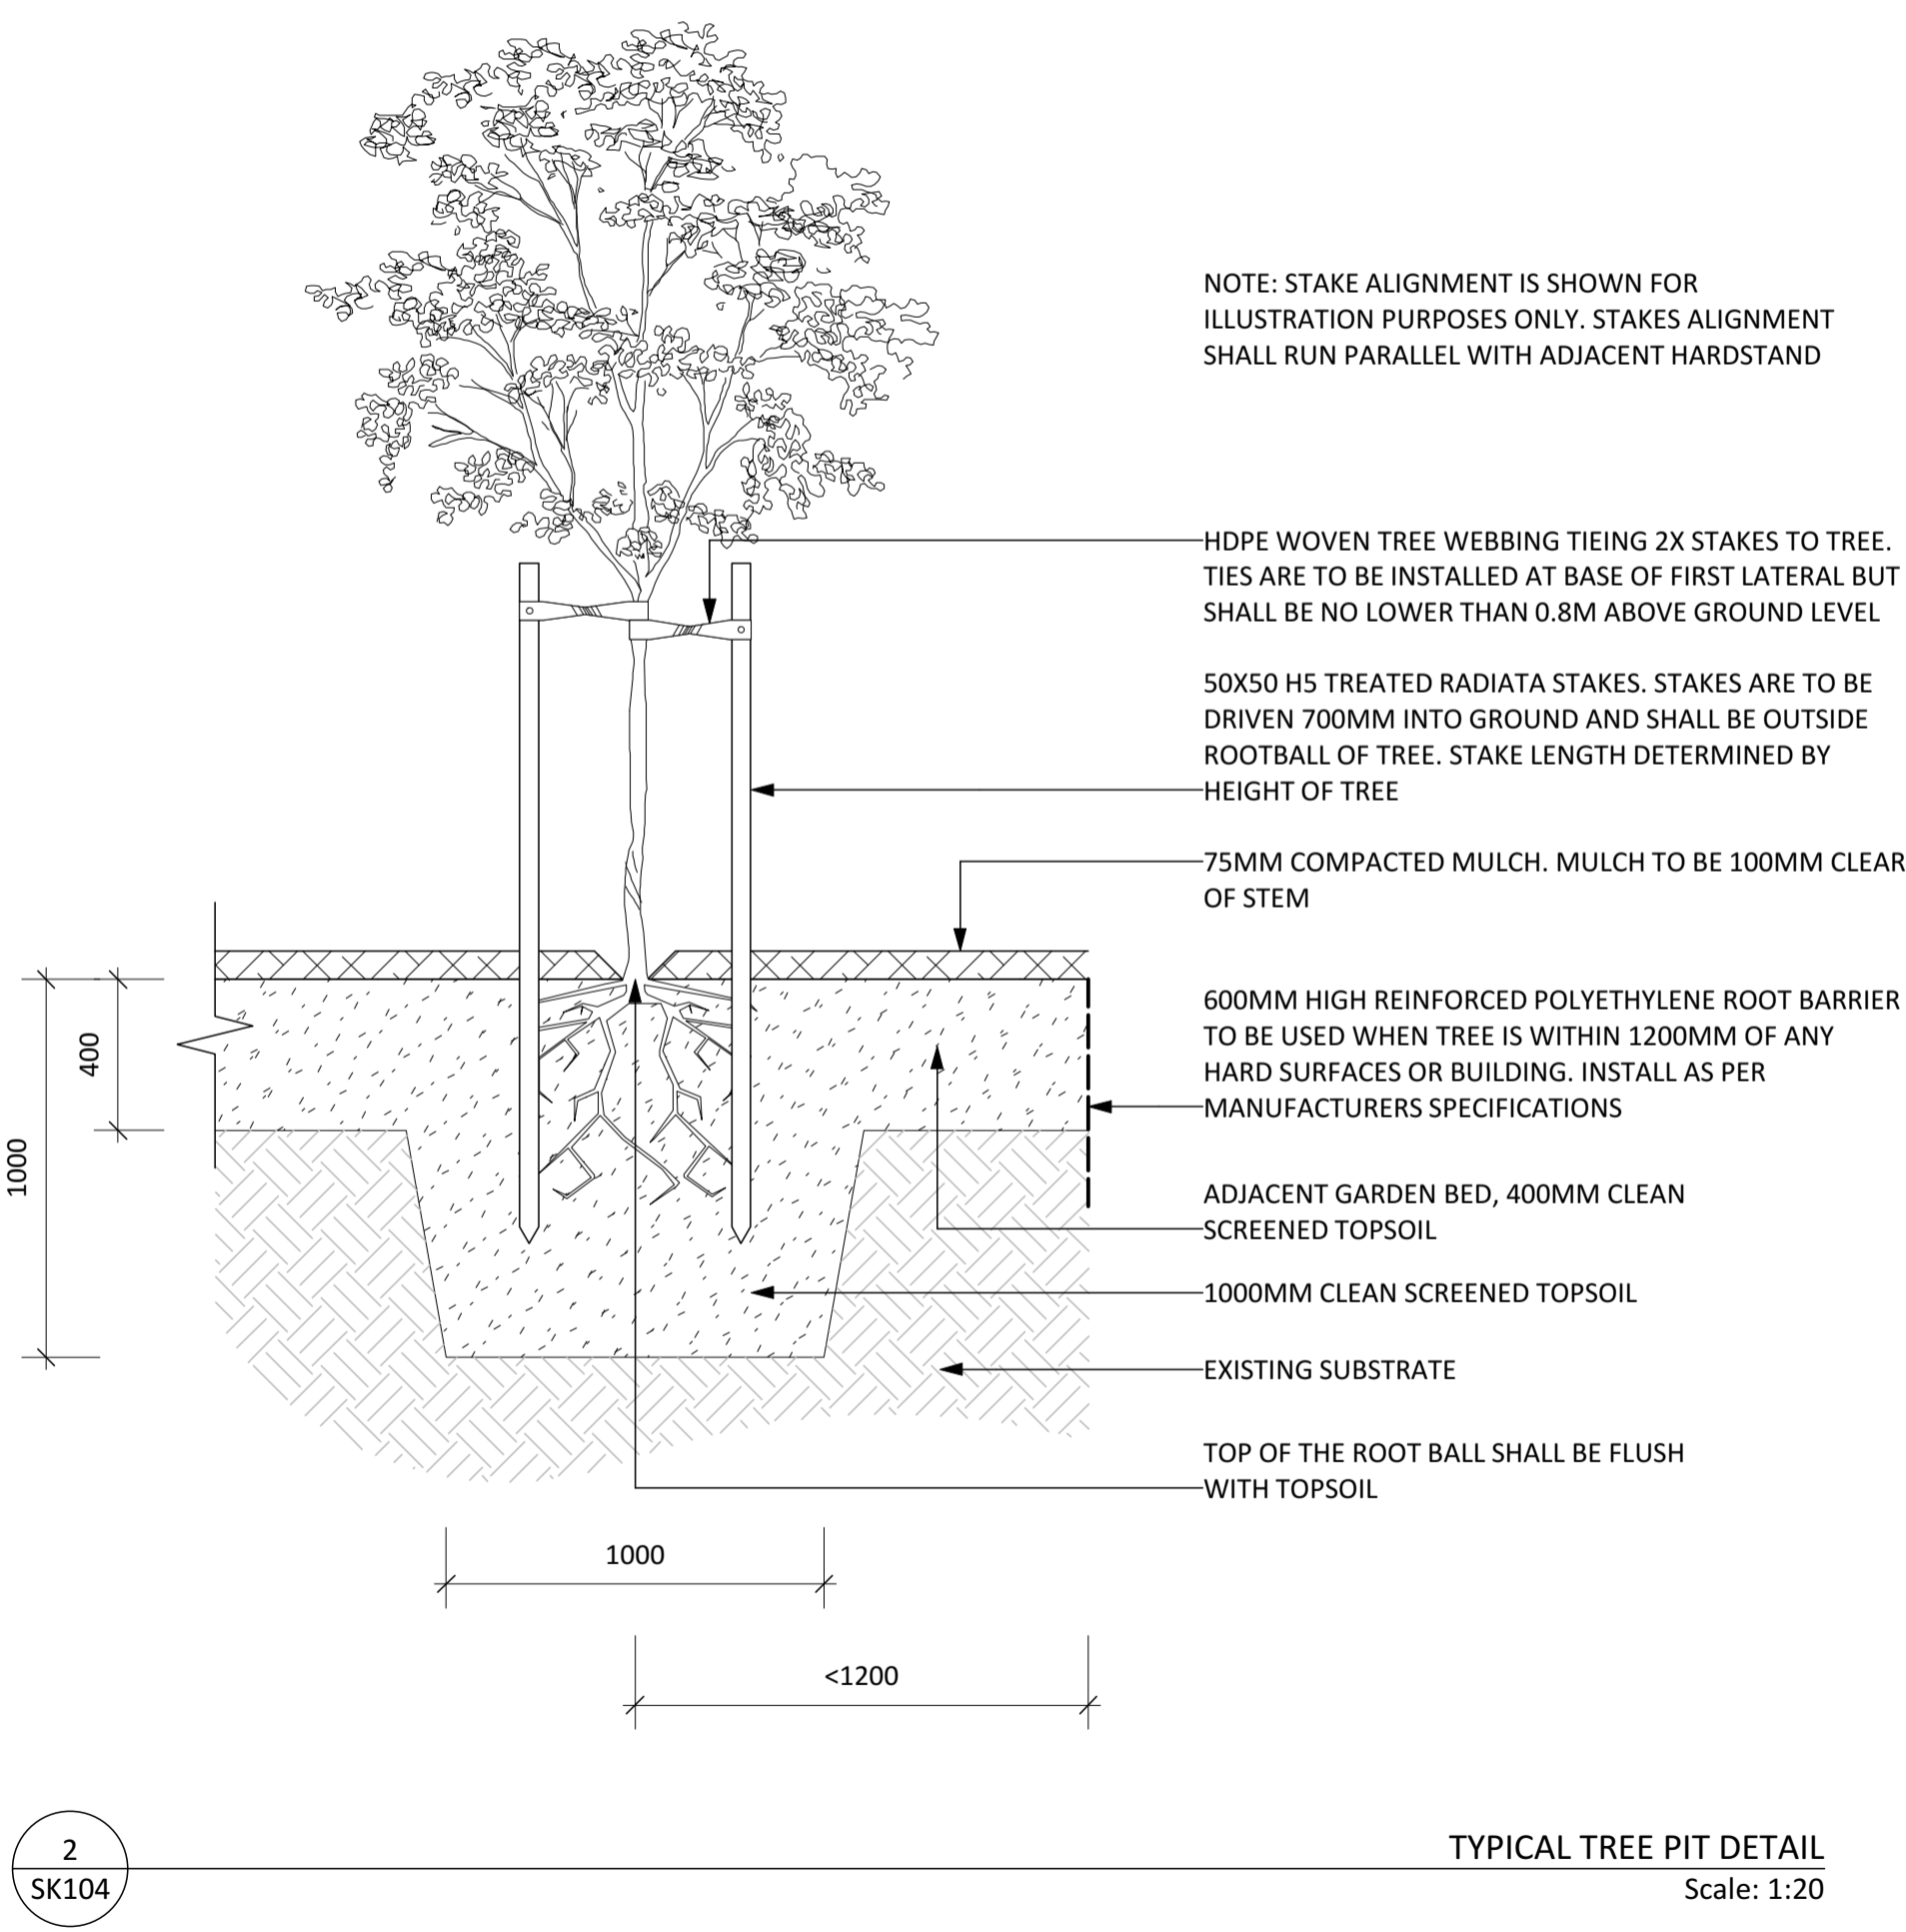 NOTE: STAKE ALIGNMENT IS SHOWN FOR
ILLUSTRATION PURPOSES ONLY. STAKES ALIGNMENT
SHALL RUN PARALLEL WITH ADJACENT HARDSTAND
HDPE WOVEN TREE WEBBING TIEING 2X STAKES TO TREE.
TIES ARE TO BE INSTALLED AT BASE OF FIRST LATERAL BUT
SHALL BE NO LOWER THAN 0.8M ABOVE GROUND LEVEL
50X50 H5 TREATED RADIATA STAKES. STAKES ARE TO BE
DRIVEN 700MM INTO GROUND AND SHALL BE OUTSIDE
ROOTBALL OF TREE. STAKE LENGTH DETERMINED BY
HEIGHT OF TREE
75MM COMPACTED MULCH. MULCH TO BE 100MM CLEAR
OF STEM
600MM HIGH REINFORCED POLYETHYLENE ROOT BARRIER
TO BE USED WHEN TREE IS WITHIN 1200MM OF ANY
HARD SURFACES OR BUILDING. INSTALL AS PER
MANUFACTURERS SPECIFICATIONS
400
1000
ADJACENT GARDEN BED, 400MM CLEAN
SCREENED TOPSOIL
1000MM CLEAN SCREENED TOPSOIL
EXISTING SUBSTRATE
TOP OF THE ROOT BALL SHALL BE FLUSH
WITH TOPSOIL
1000
<1200
2
SK104
TYPICAL TREE PIT DETAIL
Scale: 1:20